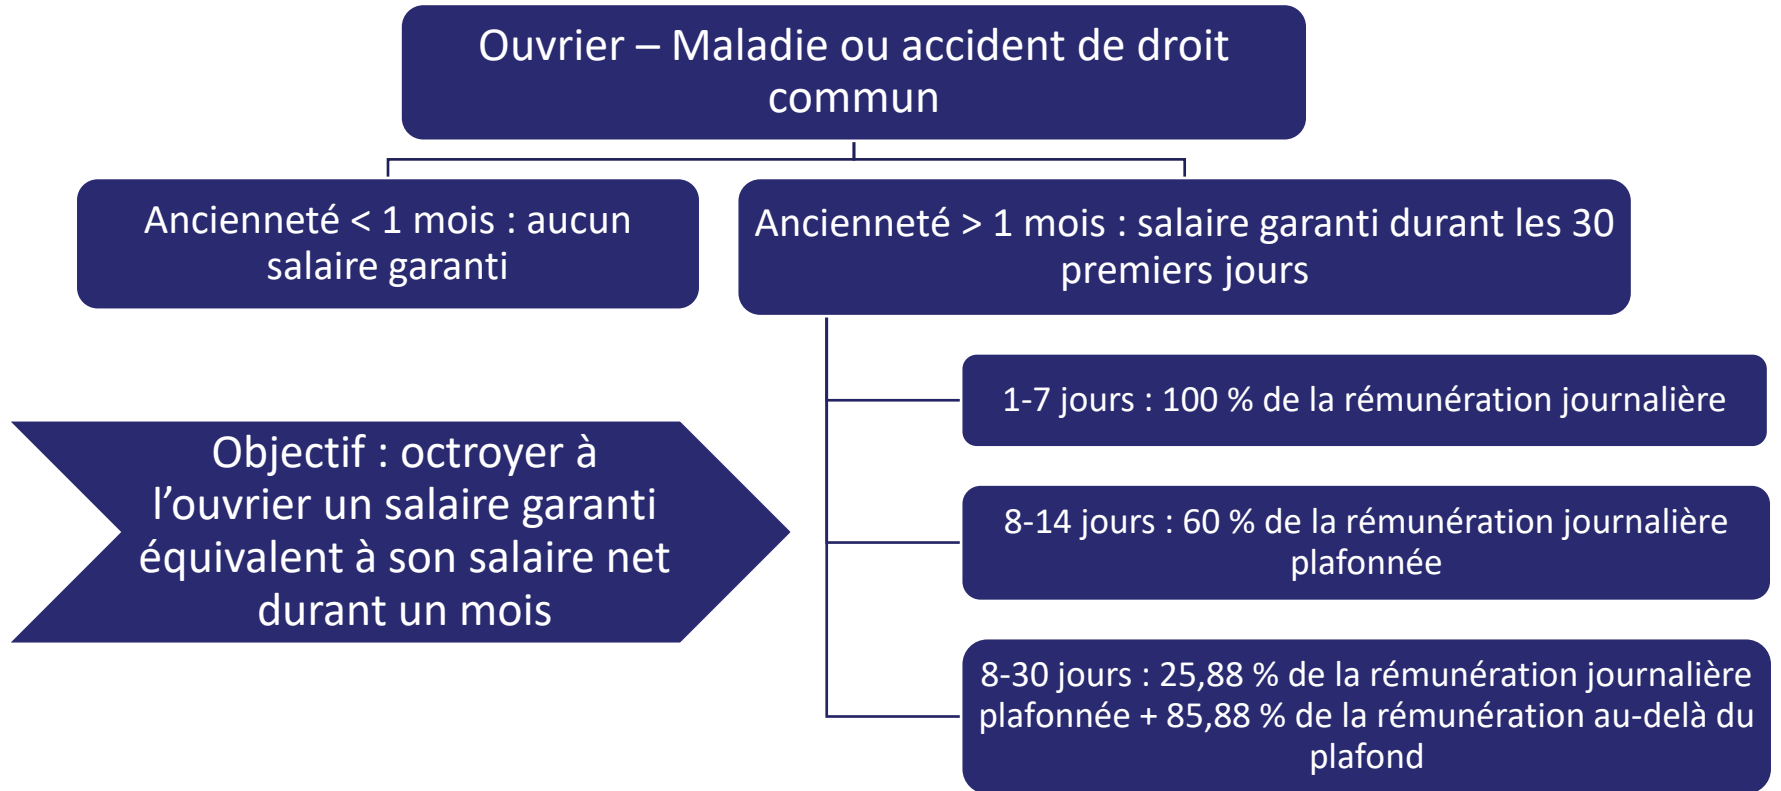 Ouvrier – Maladie ou accident de droit
commun
Ancienneté < 1 mois : aucun
salaire garanti
Ancienneté > 1 mois : salaire garanti durant les 30
premiers jours
1-7 jours : 100 % de la rémunération journalière
Objectif : octroyer à
l’ouvrier un salaire garanti
équivalent à son salaire net
durant un mois
8-14 jours : 60 % de la rémunération journalière
plafonnée
8-30 jours : 25,88 % de la rémunération journalière
plafonnée + 85,88 % de la rémunération au-delà du
plafond